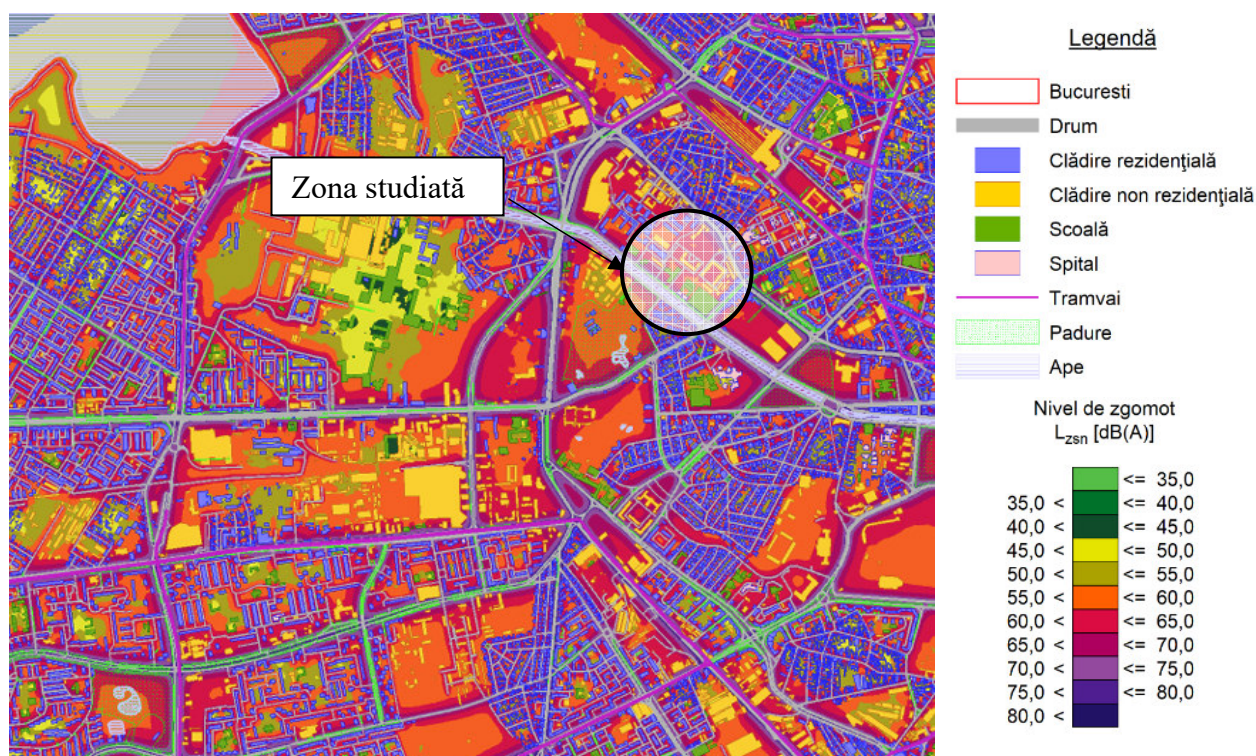 Zona studiată
Legendă
Bucuresti
Drum
Clădire rezidenţială
Clădire non rezidenţială
Scoală
Spital
Tramvai
Padure
Ape
Nivel de zgomot
Lzsn [dB(A)]
<= 35,0
35,0 < <= 40,0
40,0 < <= 45,0
45,0 < <= 50,0
50,0 < <= 55,0
55,0 < <= 60,0
60,0 < <= 65,0
65,0 < <= 70,0
70,0 < <= 75,0
75,0 < <= 80,0
80,0 <